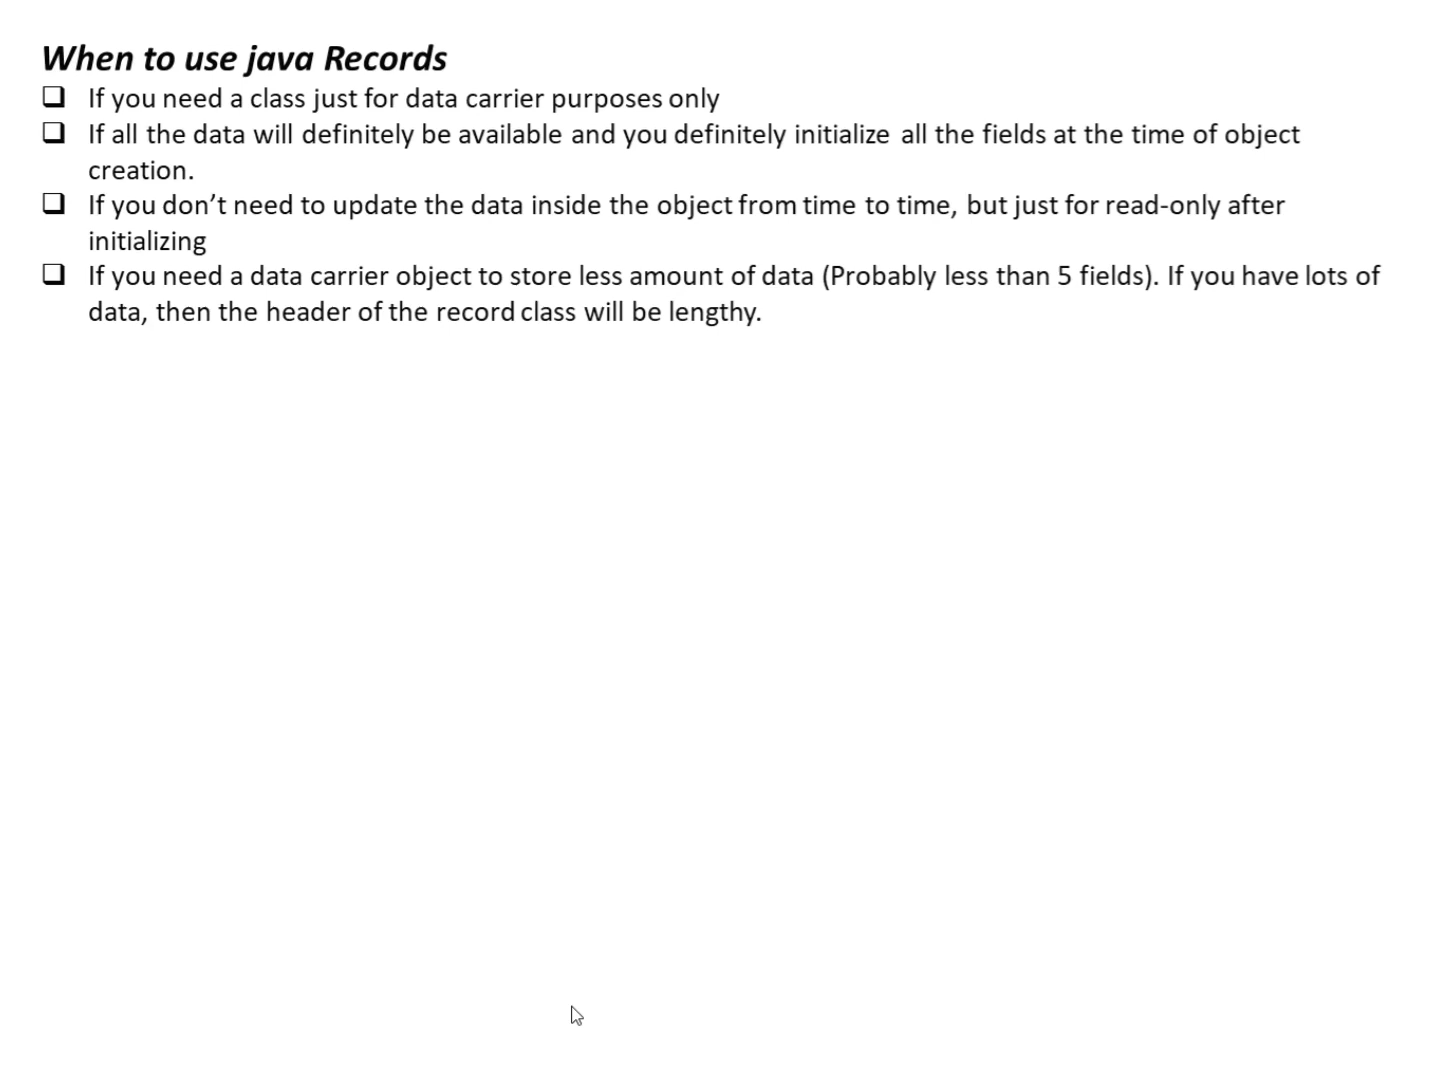 When to use java Records
❑ If you need a class just for data carrier purposes only
❑ If all the data will definitely be available and you definitely initialize all the fields at the time of object
creation.
❑ If you don’t need to update the data inside the object from time to time, but just for read-only after
initializing
❑ If you need a data carrier object to store less amount of data (Probably less than 5 fields). If you have lots of
data, then the header of the record class will be lengthy.